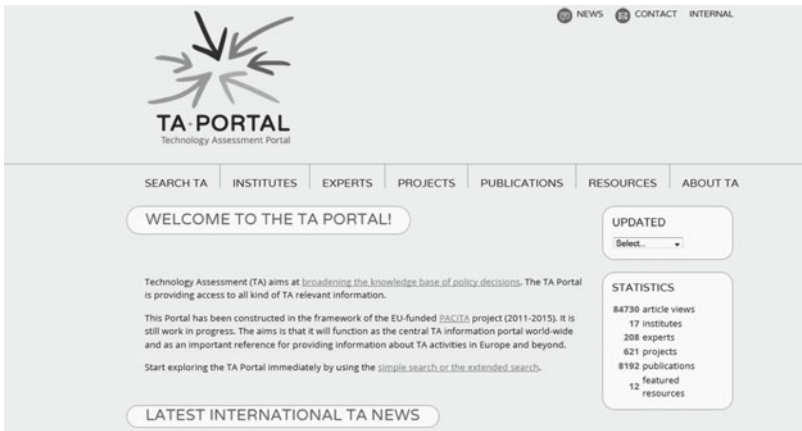 NEWS CONTACT INTERNAL
TA-PORTAL
Technology Assessment Portal
SEARCH TA INSTITUTES EXPERTS PROJECTS PUBLICATIONS RESOURCES ABOUT TA
WELCOME TO THE TA PORTAL!
Technology Assessment (TA) aims at broadening the knowledge base of policy decisions. The TA Portal
is providing access to all kind of TA relevant information.
This Portal has been constructed in the framework of the EU-funded PACITA project (2011-2015). It is
still work in progress. The aims is that it will function as the central TA information portal world-wide
and as an important reference for providing information about TA activities in Europe and beyond.
Start exploring the TA Portal immediately by using the simple search or the extended search.
LATEST INTERNATIONAL TA NEWS
UPDATED
Select...
STATISTICS
84730 article views
17 institutes
208 experts
621 projects
8192 publications
12 featured
resources